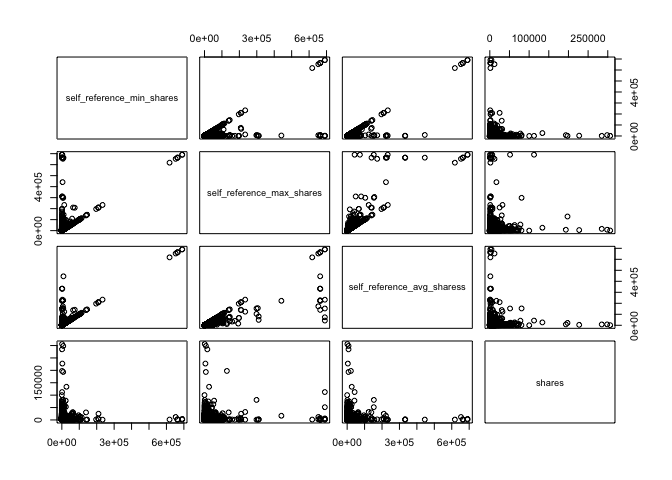 0e+00 3e+05 6e+05 0 100000 250000
self_reference_min_shares
0e+00 4e+05
0e+00 4e+05
self_reference_max_shares
self_reference_avg_sharess
0e+00 4e+05
0 150000
shares
0e+00 3e+05 6e+05 0e+00 3e+05 6e+05